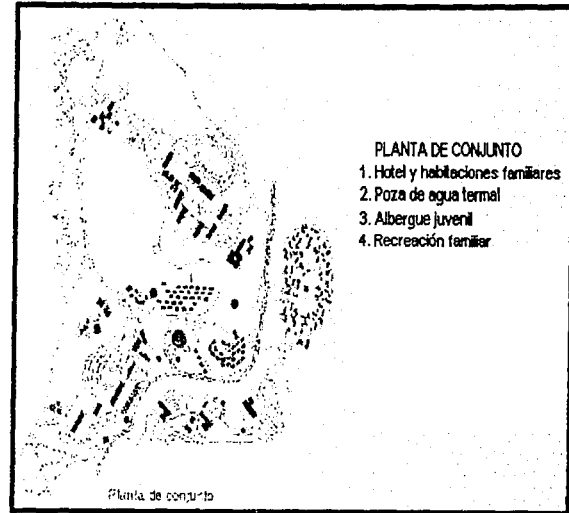 PLANTA DE CONJUNTO
1. Hotel y habitaciones familiares
2. Poza de agua termal
3. Albergue juvenil
4. Recreación familiar
Planta de conjunto